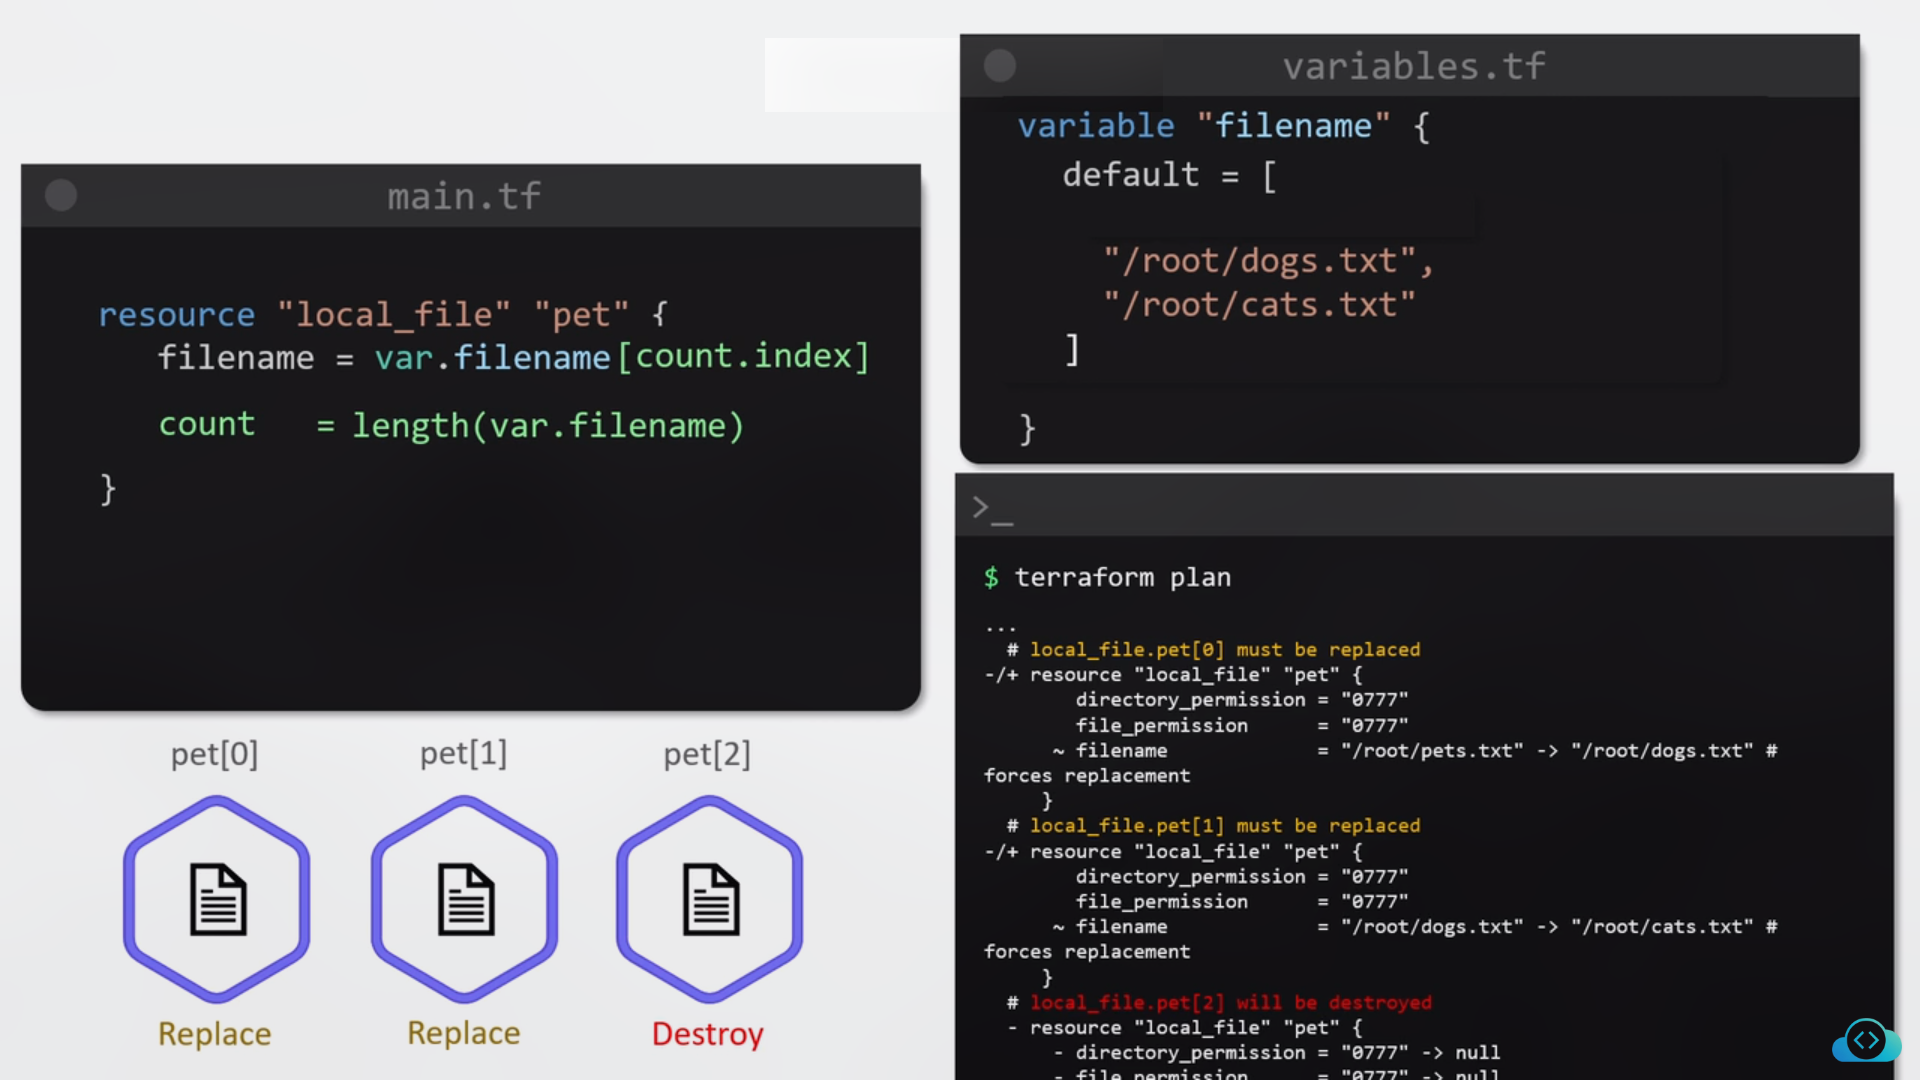 main.tf
resource "local_file" "pet" {
filename = var.filename[count.index]
count = length(var.filename)
}
pet[0] pet[1] pet[2]
Replace Replace Destroy
variables.tf
variable "filename" {
default = [
"/root/dogs.txt",
"/root/cats.txt"
]
}
>_
$ terraform plan
...
# local_file.pet[0] must be replaced
-/+ resource "local_file" "pet" {
directory_permission = "0777"
file_permission = "0777"
~ filename = "/root/pets.txt" -> "/root/dogs.txt" #
forces replacement
}
# local_file.pet[1] must be replaced
-/+ resource "local_file" "pet" {
directory_permission = "0777"
file_permission = "0777"
~ filename = "/root/dogs.txt" -> "/root/cats.txt" #
forces replacement
}
# local_file.pet[2] will be destroyed
- resource "local_file" "pet" {
- directory_permission = "0777" -> null
- file_permission = "0777" -> null